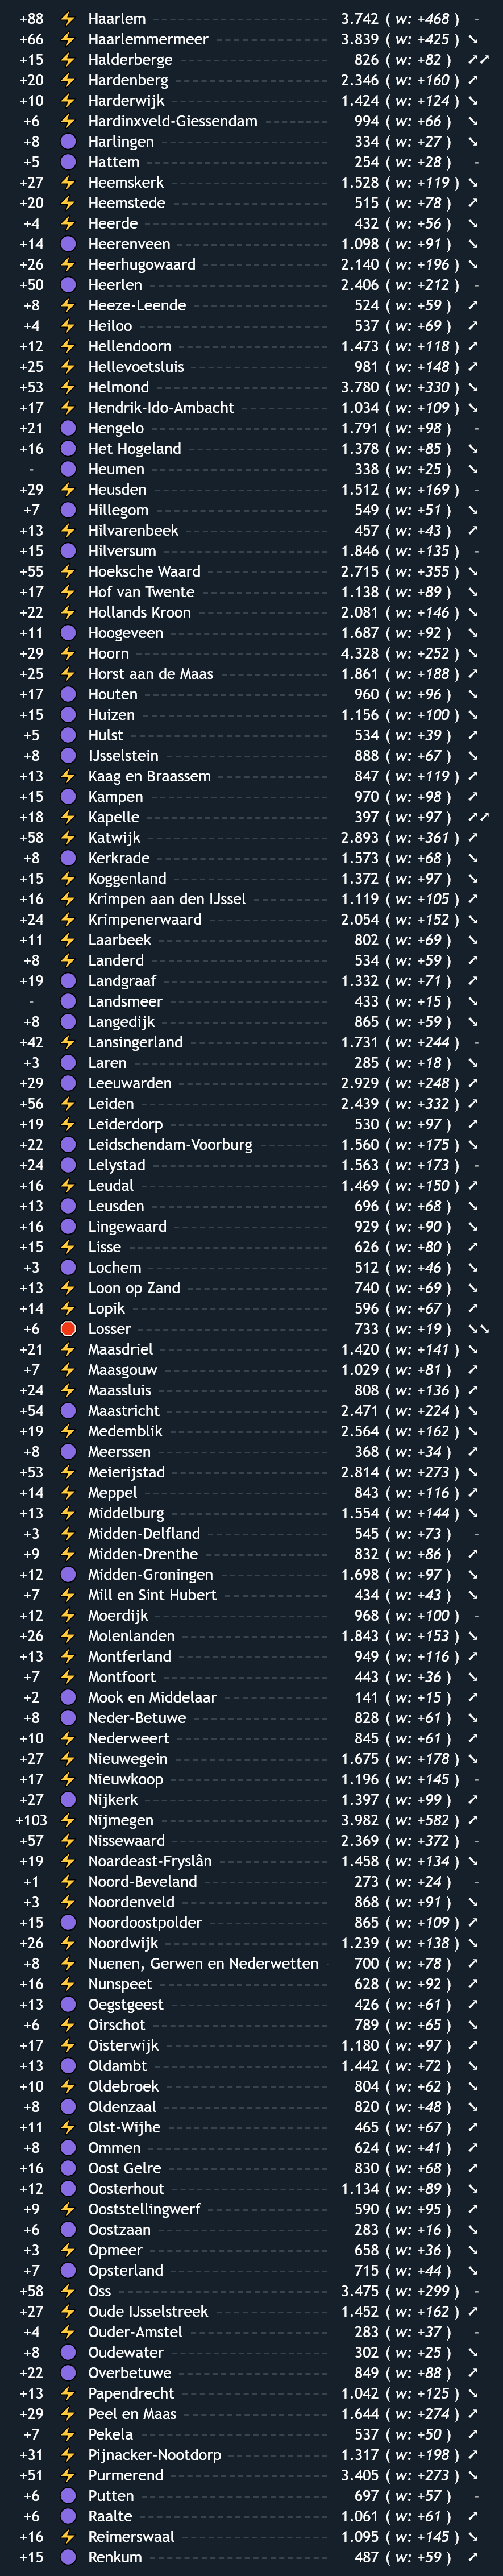 +88 Haarlem 3.742 ( w: +468 ) -
+66 Haarlemmermeer 3.839 ( w: +425 ) ➘
+15 Halderberge 826 ( w: +82 ) ➚➚
+20 Hardenberg 2.346 ( w: +160 ) ➚
+10 Harderwijk 1.424 ( w: +124 ) ➘
+6 Hardinxveld-Giessendam 994 ( w: +66 ) ➘
+8 Harlingen 334 ( w: +27 ) ➘
+5 Hattem 254 ( w: +28 ) -
+27 Heemskerk 1.528 ( w: +119 ) ➘
+20 Heemstede 515 ( w: +78 ) ➚
+4 Heerde 432 ( w: +56 ) ➘
+14 Heerenveen 1.098 ( w: +91 ) ➘
+26 Heerhugowaard 2.140 ( w: +196 ) ➘
+50 Heerlen 2.406 ( w: +212 ) -
+8 Heeze-Leende 524 ( w: +59 ) ➚
+4 Heiloo 537 ( w: +69 ) ➚
+12 Hellendoorn 1.473 ( w: +118 ) ➚
+25 Hellevoetsluis 981 ( w: +148 ) ➚
+53 Helmond 3.780 ( w: +330 ) ➘
+17 Hendrik-Ido-Ambacht 1.034 ( w: +109 ) ➘
+21 Hengelo 1.791 ( w: +98 ) -
+16 Het Hogeland 1.378 ( w: +85 ) ➘
- Heumen 338 ( w: +25 ) ➘
+29 Heusden 1.512 ( w: +169 ) -
+7 Hillegom 549 ( w: +51 ) ➘
+13 Hilvarenbeek 457 ( w: +43 ) ➚
+15 Hilversum 1.846 ( w: +135 ) -
+55 Hoeksche Waard 2.715 ( w: +355 ) ➘
+17 Hof van Twente 1.138 ( w: +89 ) ➘
+22 Hollands Kroon 2.081 ( w: +146 ) ➘
+11 Hoogeveen 1.687 ( w: +92 ) ➘
+29 Hoorn 4.328 ( w: +252 ) ➘
+25 Horst aan de Maas 1.861 ( w: +188 ) ➚
+17 Houten 960 ( w: +96 ) ➘
+15 Huizen 1.156 ( w: +100 ) ➘
+5 Hulst 534 ( w: +39 ) ➚
+8 IJsselstein 888 ( w: +67 ) ➘
+13 Kaag en Braassem 847 ( w: +119 ) ➚
+15 Kampen 970 ( w: +98 ) ➚
+18 Kapelle 397 ( w: +97 ) ➚➚
+58 Katwijk 2.893 ( w: +361 ) ➚
+8 Kerkrade 1.573 ( w: +68 ) ➘
+15 Koggenland 1.372 ( w: +97 ) ➘
+16 Krimpen aan den IJssel 1.119 ( w: +105 ) ➚
+24 Krimpenerwaard 2.054 ( w: +152 ) ➘
+11 Laarbeek 802 ( w: +69 ) ➘
+8 Landerd 534 ( w: +59 ) ➚
+19 Landgraaf 1.332 ( w: +71 ) ➚
- Landsmeer 433 ( w: +15 ) ➘
+8 Langedijk 865 ( w: +59 ) ➘
+42 Lansingerland 1.731 ( w: +244 ) -
+3 Laren 285 ( w: +18 ) ➘
+29 Leeuwarden 2.929 ( w: +248 ) ➚
+56 Leiden 2.439 ( w: +332 ) ➚
+19 Leiderdorp 530 ( w: +97 ) ➚
+22 Leidschendam-Voorburg 1.560 ( w: +175 ) ➘
+24 Lelystad 1.563 ( w: +173 ) -
+16 Leudal 1.469 ( w: +150 ) ➚
+13 Leusden 696 ( w: +68 ) ➘
+16 Lingewaard 929 ( w: +90 ) ➘
+15 Lisse 626 ( w: +80 ) ➚
+3 Lochem 512 ( w: +46 ) ➘
+13 Loon op Zand 740 ( w: +69 ) ➘
+14 Lopik 596 ( w: +67 ) ➚
+6 Losser 733 ( w: +19 ) ➘➘
+21 Maasdriel 1.420 ( w: +141 ) ➘
+7 Maasgouw 1.029 ( w: +81 ) ➚
+24 Maassluis 808 ( w: +136 ) ➚
+54 Maastricht 2.471 ( w: +224 ) ➘
+19 Medemblik 2.564 ( w: +162 ) ➘
+8 Meerssen 368 ( w: +34 ) ➚
+53 Meierijstad 2.814 ( w: +273 ) ➘
+14 Meppel 843 ( w: +116 ) ➚
+13 Middelburg 1.554 ( w: +144 ) ➘
+3 Midden-Delfland 545 ( w: +73 ) -
+9 Midden-Drenthe 832 ( w: +86 ) ➚
+12 Midden-Groningen 1.698 ( w: +97 ) ➘
+7 Mill en Sint Hubert 434 ( w: +43 ) ➘
+12 Moerdijk 968 ( w: +100 ) -
+26 Molenlanden 1.843 ( w: +153 ) ➘
+13 Montferland 949 ( w: +116 ) ➚
+7 Montfoort 443 ( w: +36 ) ➘
+2 Mook en Middelaar 141 ( w: +15 ) ➚
+8 Neder-Betuwe 828 ( w: +61 ) ➘
+10 Nederweert 845 ( w: +61 ) ➚
+27 Nieuwegein 1.675 ( w: +178 ) ➘
+17 Nieuwkoop 1.196 ( w: +145 ) -
+27 Nijkerk 1.397 ( w: +99 ) ➚
+103 Nijmegen 3.982 ( w: +582 ) ➚
+57 Nissewaard 2.369 ( w: +372 ) -
+19 Noardeast-Fryslân 1.458 ( w: +134 ) ➘
+1 Noord-Beveland 273 ( w: +24 ) -
+3 Noordenveld 868 ( w: +91 ) ➘
+15 Noordoostpolder 865 ( w: +109 ) ➚
+26 Noordwijk 1.239 ( w: +138 ) ➘
+8 Nuenen, Gerwen en Nederwetten 700 ( w: +78 ) ➚
+16 Nunspeet 628 ( w: +92 ) ➚
+13 Oegstgeest 426 ( w: +61 ) ➚
+6 Oirschot 789 ( w: +65 ) ➘
+17 Oisterwijk 1.180 ( w: +97 ) ➚
+13 Oldambt 1.442 ( w: +72 ) ➘
+10 Oldebroek 804 ( w: +62 ) ➘
+8 Oldenzaal 820 ( w: +48 ) ➘
+11 Olst-Wijhe 465 ( w: +67 ) ➚
+8 Ommen 624 ( w: +41 ) ➚
+16 Oost Gelre 830 ( w: +68 ) ➚
+12 Oosterhout 1.134 ( w: +89 ) ➘
+9 Ooststellingwerf 590 ( w: +95 ) ➚
+6 Oostzaan 283 ( w: +16 ) ➘
+3 Opmeer 658 ( w: +36 ) ➘
+7 Opsterland 715 ( w: +44 ) ➘
+58 Oss 3.475 ( w: +299 ) -
+27 Oude IJsselstreek 1.452 ( w: +162 ) ➚
+4 Ouder-Amstel 283 ( w: +37 ) -
+8 Oudewater 302 ( w: +25 ) ➘
+22 Overbetuwe 849 ( w: +88 ) ➚
+13 Papendrecht 1.042 ( w: +125 ) ➘
+29 Peel en Maas 1.644 ( w: +274 ) ➚
+7 Pekela 537 ( w: +50 ) ➚
+31 Pijnacker-Nootdorp 1.317 ( w: +198 ) ➚
+51 Purmerend 3.405 ( w: +273 ) ➘
+6 Putten 697 ( w: +57 ) -
+6 Raalte 1.061 ( w: +61 ) ➚
+16 Reimerswaal 1.095 ( w: +145 ) ➘
+15 Renkum 487 ( w: +59 ) ➚